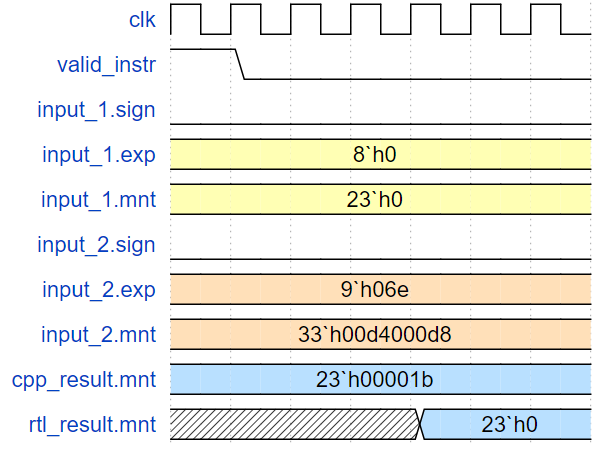 clk
valid_instr
input_1.sign
input_1.exp 8`h0
input_1.mnt 23`h0
input_2.sign
input_2.exp 9`h06e
input_2.mnt 33`h00d4000d8
cpp_result.mnt 23`h00001b
rtl_result.mnt 23`h0